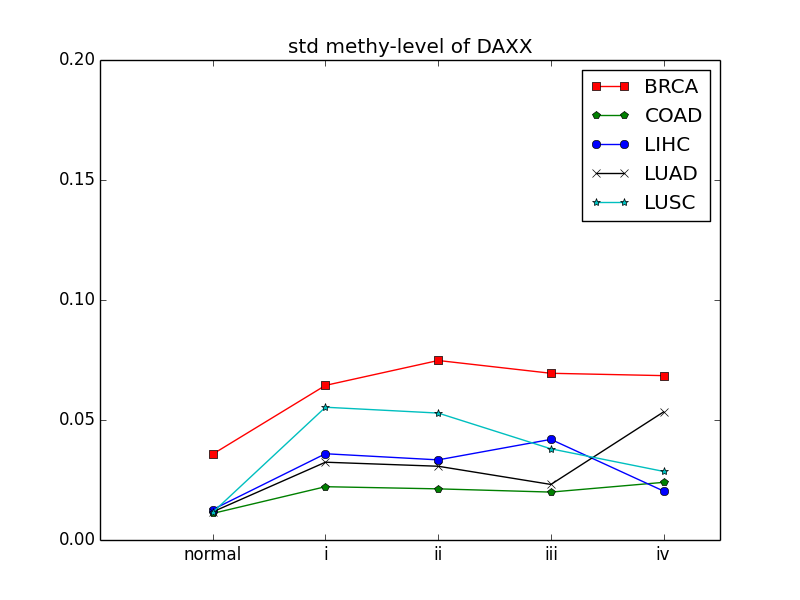 std methy-level of DAXX
0.20
0.15
0.10
0.05
0.00
BRCA
COAD
LIHC
LUAD
LUSC
normal i ii iii iv